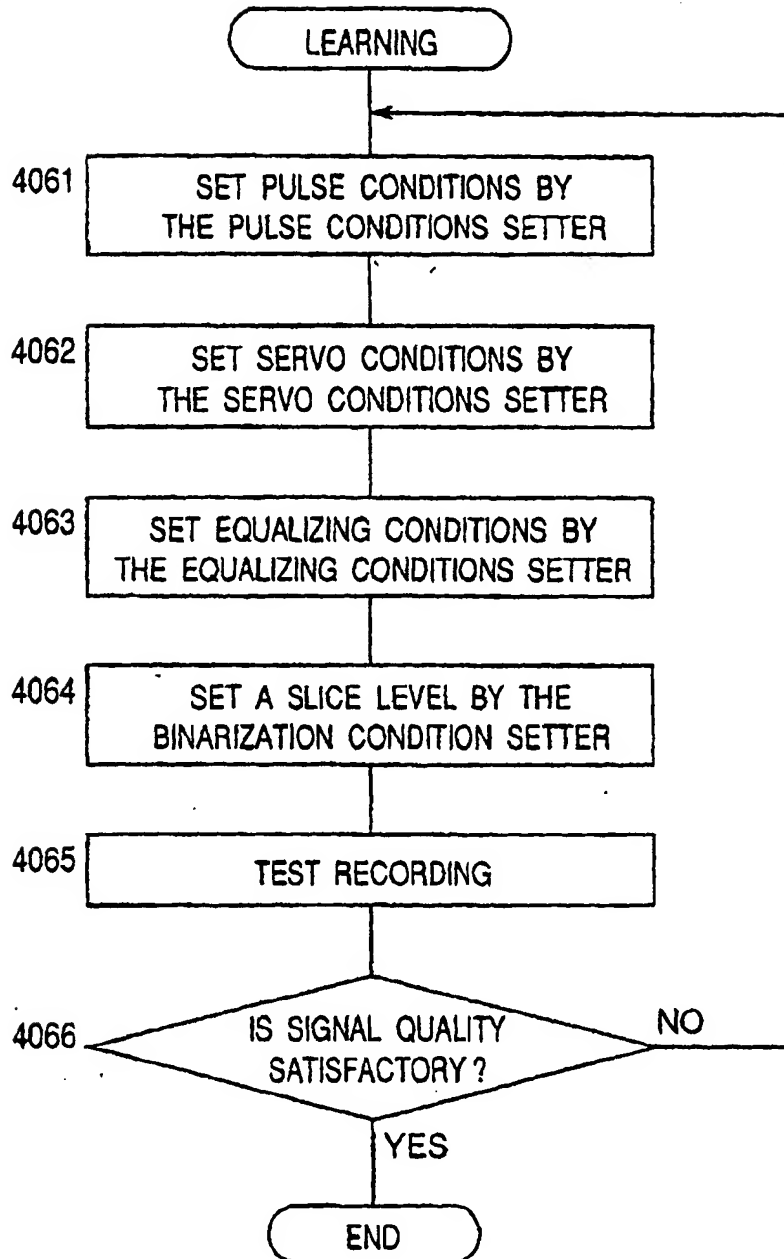 LEARNING
4061
SET PULSE CONDITIONS BY
THE PULSE CONDITIONS SETTER
4062
SET SERVO CONDITIONS BY
THE SERVO CONDITIONS SETTER
4063
SET EQUALIZING CONDITIONS BY
THE EQUALIZING CONDITIONS SETTER
4064
SET A SLICE LEVEL BY THE
BINARIZATION CONDITION SETTER
4065
TEST RECORDING
4066
IS SIGNAL QUALITY
SATISFACTORY?
NO
YES
END